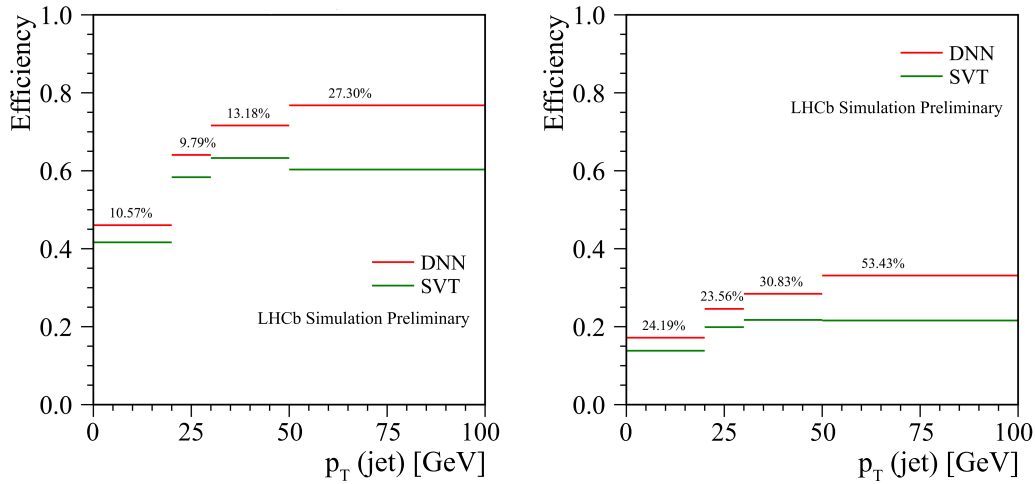 Efficiency
1.0
0.8
0.6
0.4
0.2
0.0
27.30%
13.18%
9.79%
10.57%
DNN
SVT
LHCb Simulation Preliminary
0 25 50 75 100
pT (jet) [GeV]
Efficiency
1.0
0.8
0.6
0.4
0.2
0.0
DNN
SVT
LHCb Simulation Preliminary
53.43%
30.83%
23.56%
24.19%
0 25 50 75 100
pT (jet) [GeV]